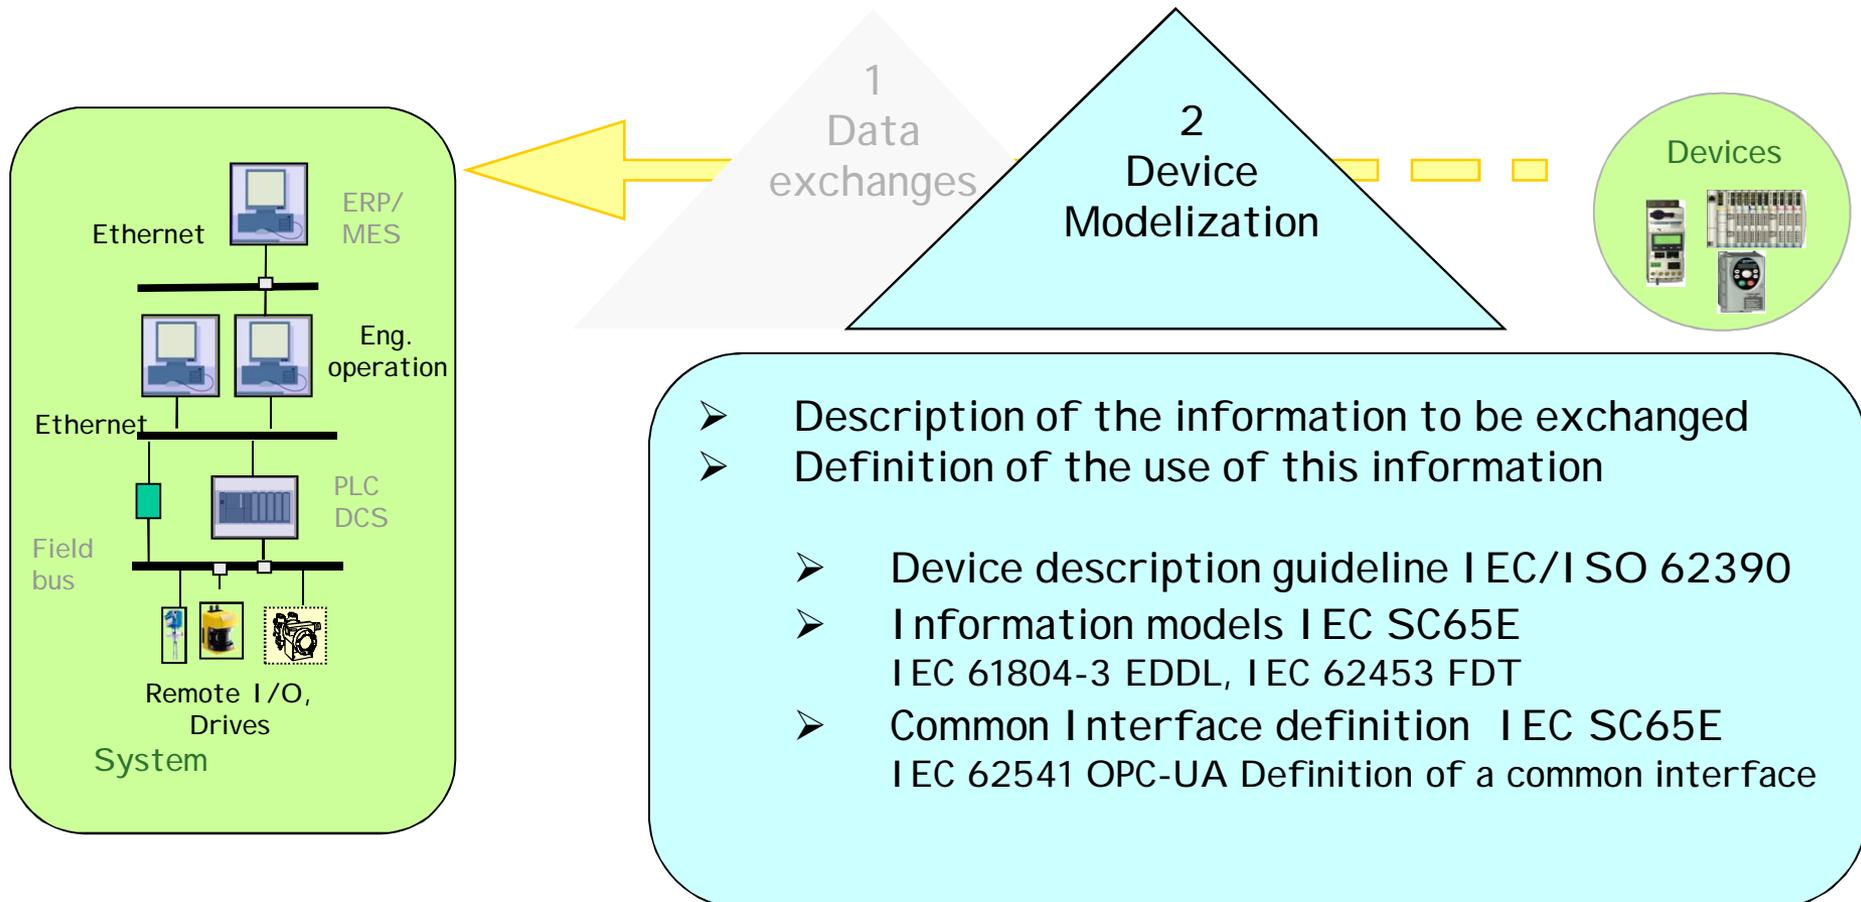 1
Data
exchanges
2
Device
Modelization
Devices
ERP/
MES
Ethernet
Eng.
operation
Ethernet
PLC
DCS
Field
bus
Remote I/O,
Drives
System
➢ Description of the information to be exchanged
➢ Definition of the use of this information
➢ Device description guideline IEC/ISO 62390
➢ Information models IEC SC65E
IEC 61804-3 EDDL, IEC 62453 FDT
➢ Common Interface definition IEC SC65E
IEC 62541 OPC-UA Definition of a common interface